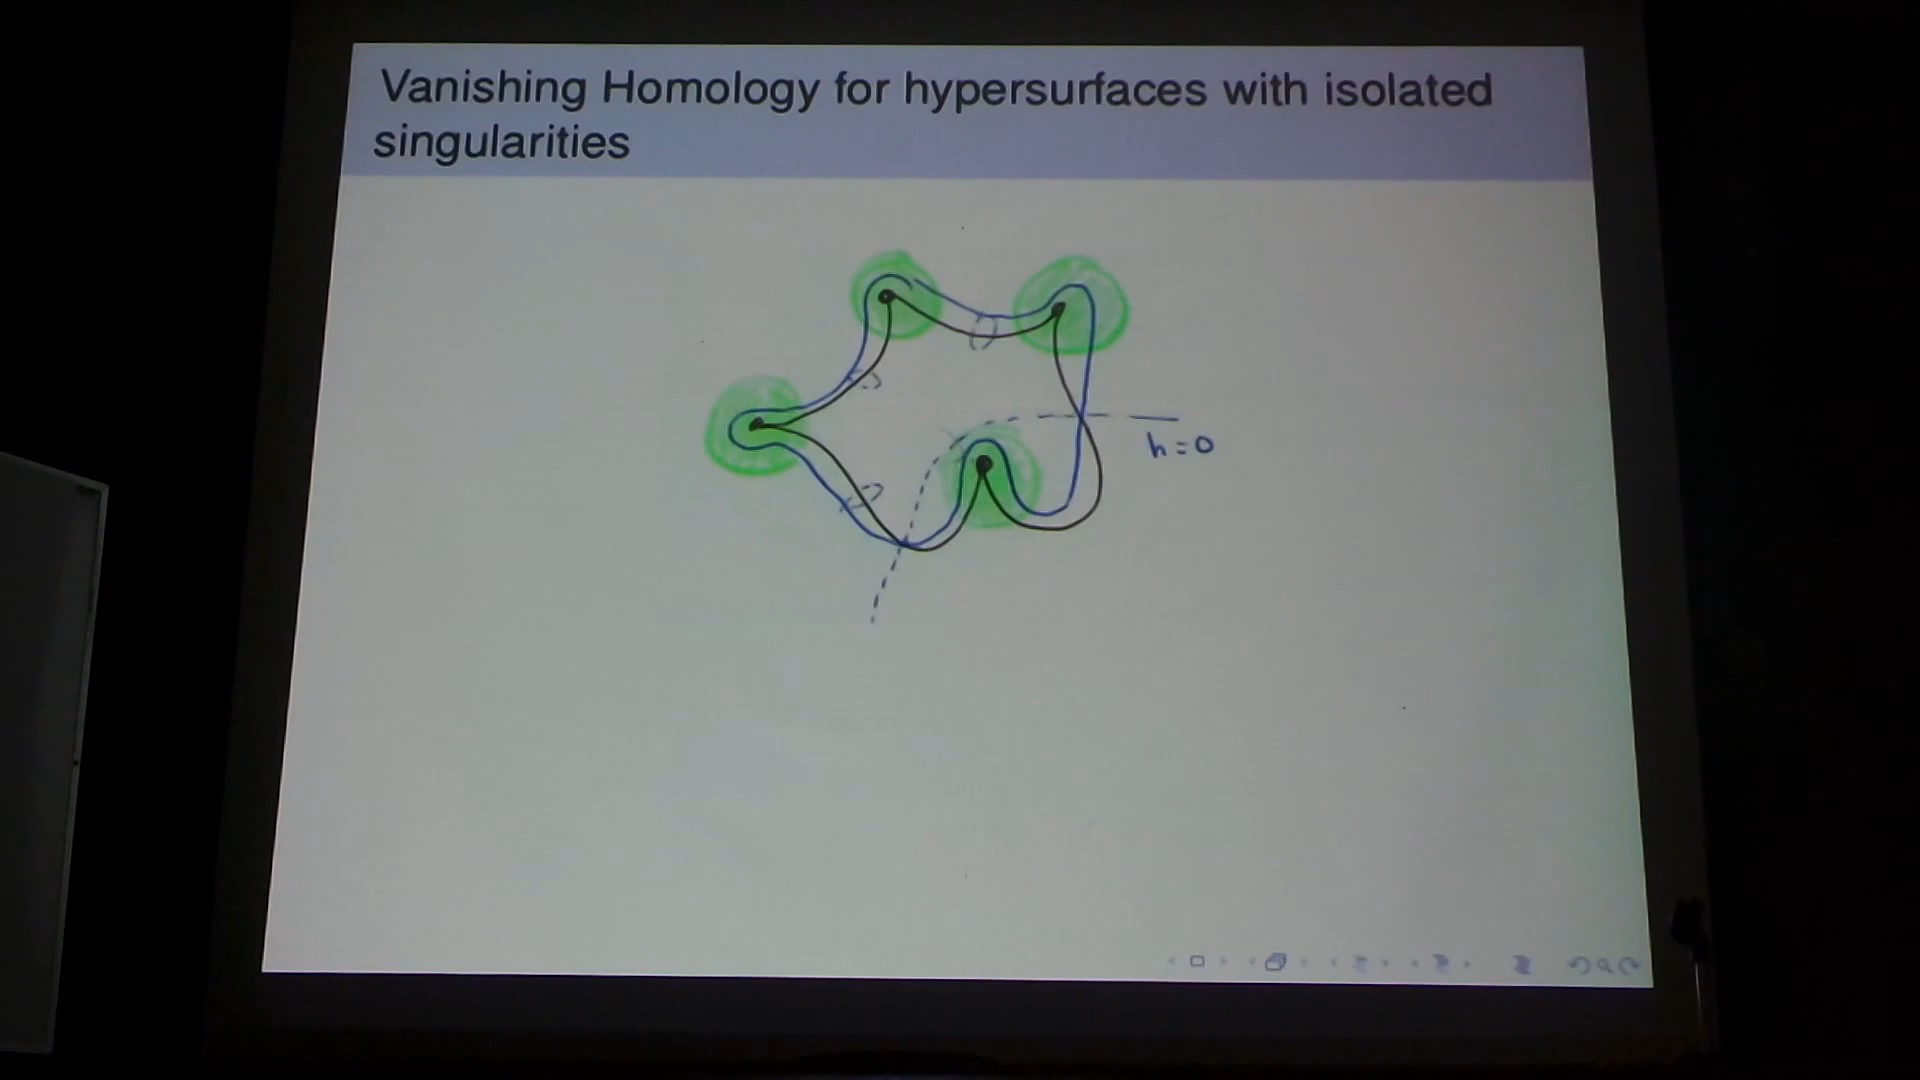 Vanishing Homology for hypersurfaces with isolated
singularities
h=0